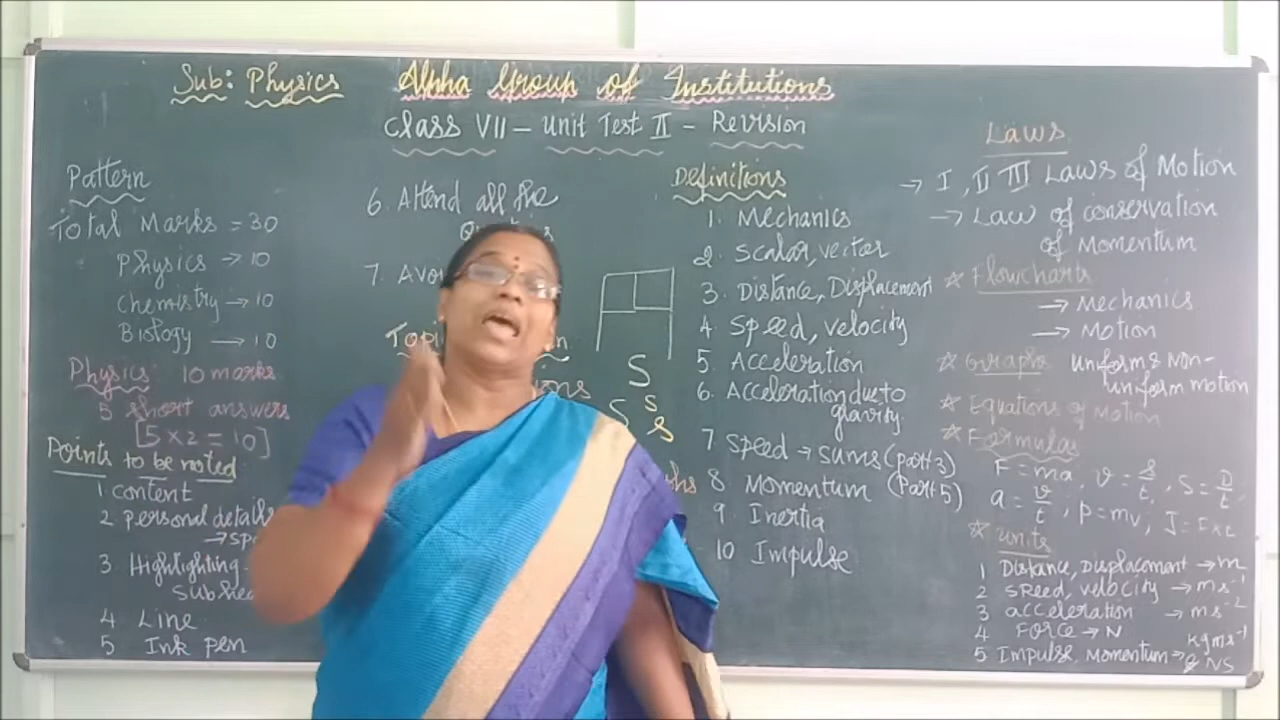 Sub: Physics
Alpha Group of Institutions
Class VII - Unit Test II - Revision
Pattern
Total Marks = 30
Physics → 10
Chemistry → 10
Biology → 10
Physics: 10 marks
5 short answers
[5 x 2 = 10]
Points to be noted
1 content
2 personal details
3 Highlighting
4 Line
5 Ink pen
6. Attend all the
7.
S
S S
S
Definitions
1. Mechanics
2. Scalar, vector
3. Distance, Displacement
4. Speed, velocity
5. Acceleration
6. Acceleration due to
gravity.
7 Speed → sums (part 3)
8 Momentum (Part 5)
9. Inertia
10 Impulse
Laws
→ I, II III Laws of Motion
→ Law of conservation
of Momentum
☆ Flowcharts
→ Mechanics
→ Motion
☆ Graphs uniform & non-
uniform motion
☆ Equations of Motion
☆ Formulas
F = ma, v = s/t, S = D/t,
a = v/t, p = mv, J = F x t
☆ Units
1 Distance, displacement → m
2 speed, velocity → ms⁻¹
3 acceleration → ms⁻²
4 Force → N
5 Impulse, Momentum → kgms⁻¹
NS